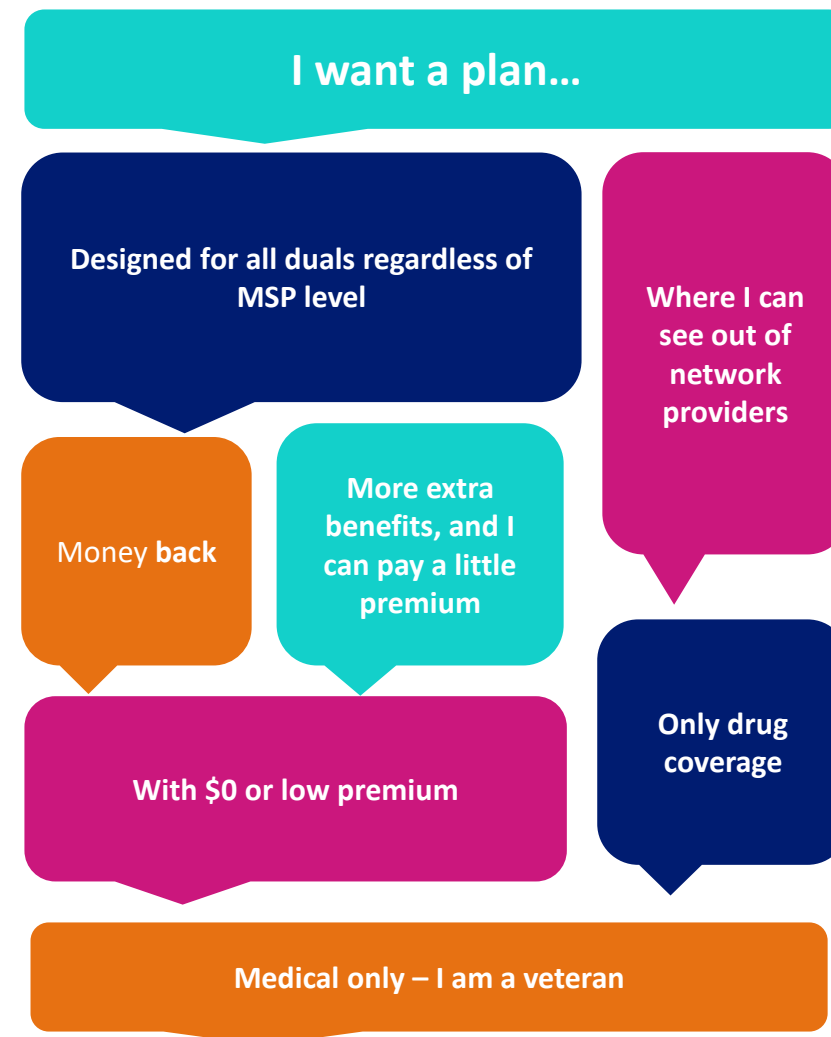 I want a plan…
Designed for all duals regardless of
MSP level
Where I can
see out of
network
providers
Money back
More extra
benefits, and I
can pay a little
premium
Only drug
coverage
With $0 or low premium
Medical only – I am a veteran